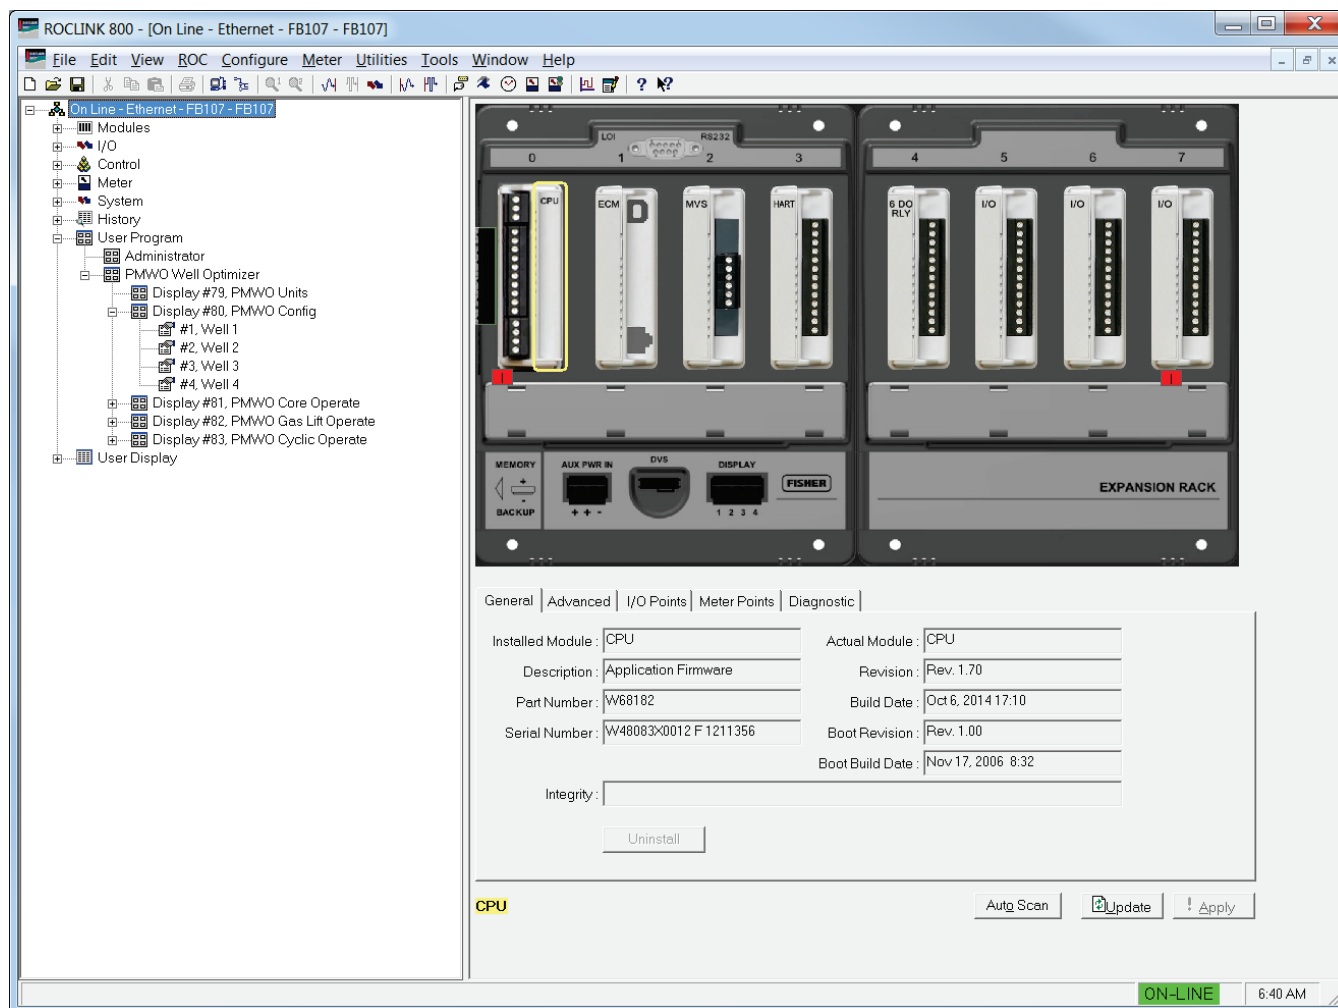 ROCLINK 800 - [On Line - Ethernet - FB107 - FB107]
File Edit View ROC Configure Meter Utilities Tools Window Help
On Line - Ethernet - FB107 - FB107
Modules
I/O
Control
Meter
System
History
User Program
Administrator
PMWO Well Optimizer
Display #79, PMWO Units
Display #80, PMWO Config
#1, Well 1
#2, Well 2
#3, Well 3
#4, Well 4
Display #81, PMWO Core Operate
Display #82, PMWO Gas Lift Operate
Display #83, PMWO Cyclic Operate
User Display
LOI RS232
0 1 2 3 4 5 6 7
CPU ECM D MVS HART 6 DO RLY I/O I/O I/O
I I
MEMORY BACKUP
AUX PWR IN
+ + -
DVS
DISPLAY
1 2 3 4
FISHER
EXPANSION RACK
General Advanced I/O Points Meter Points Diagnostic
Installed Module : CPU Actual Module : CPU
Description : Application Firmware Revision : Rev. 1.70
Part Number : W68182 Build Date : Oct 6, 2014 17:10
Serial Number : W48083X0012 F 1211356 Boot Revision : Rev. 1.00
Boot Build Date : Nov 17, 2006 8:32
Integrity :
Uninstall
CPU Auto Scan Update ! Apply
ON-LINE 6:40 AM